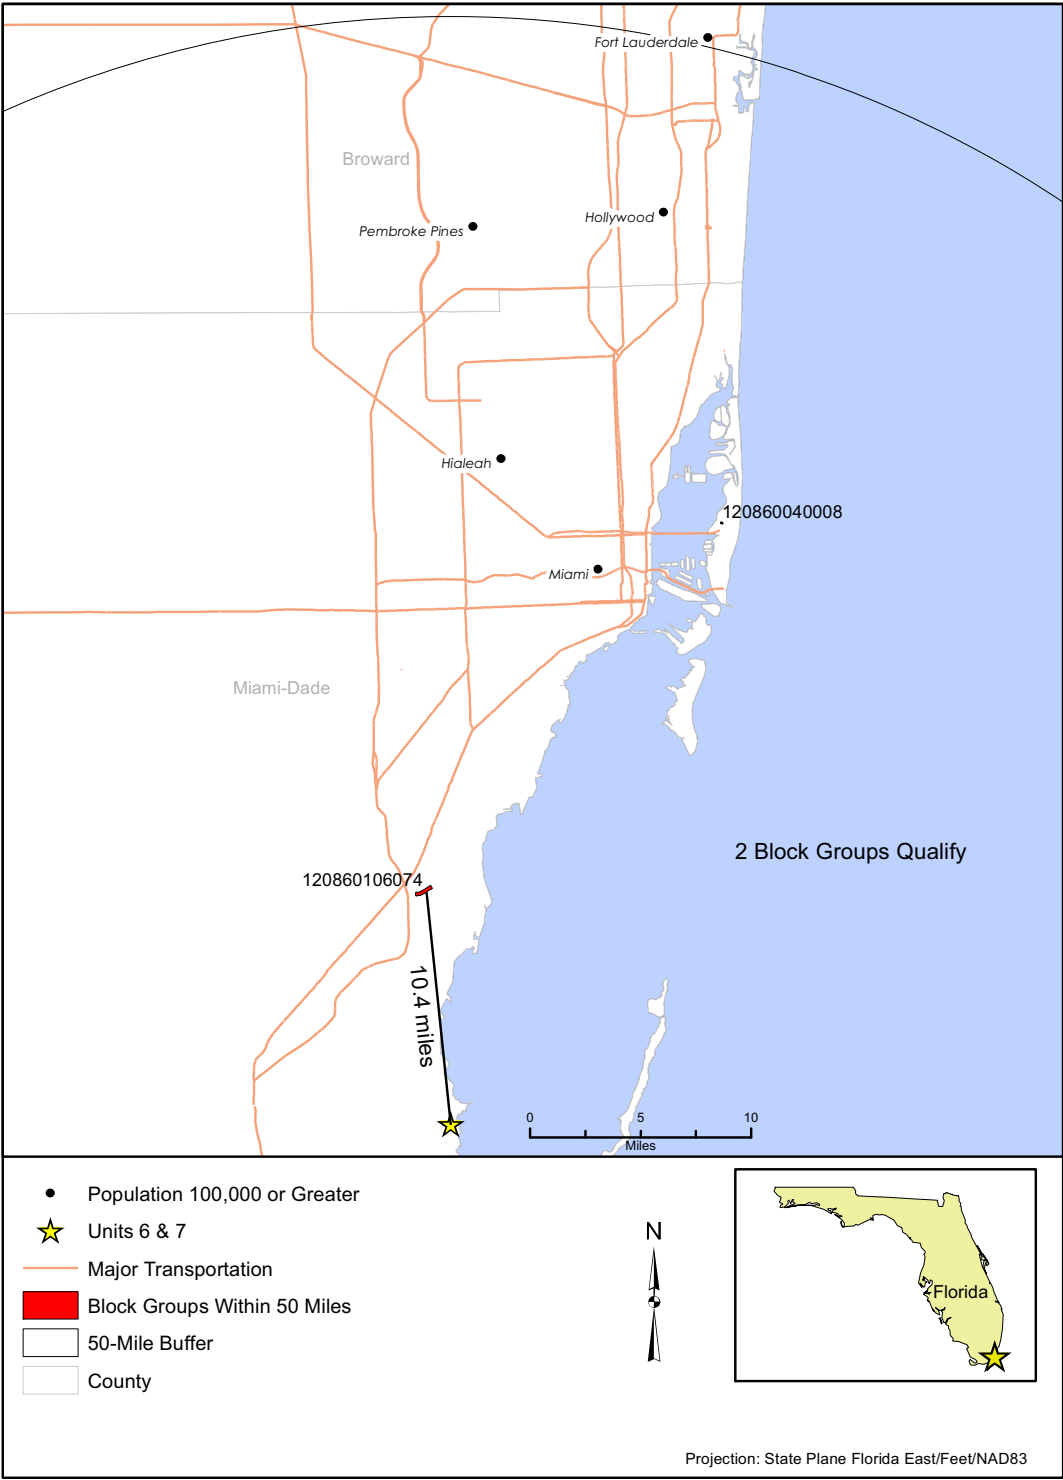 Fort Lauderdale
Broward
Hollywood
Pembroke Pines
Hialeah
120860040008
Miami
Miami-Dade
2 Block Groups Qualify
120860106074
10.4 miles
0 5 10
Miles
Population 100,000 or Greater
Units 6 & 7
Major Transportation
Block Groups Within 50 Miles
50-Mile Buffer
County
N
Florida
Projection: State Plane Florida East/Feet/NAD83